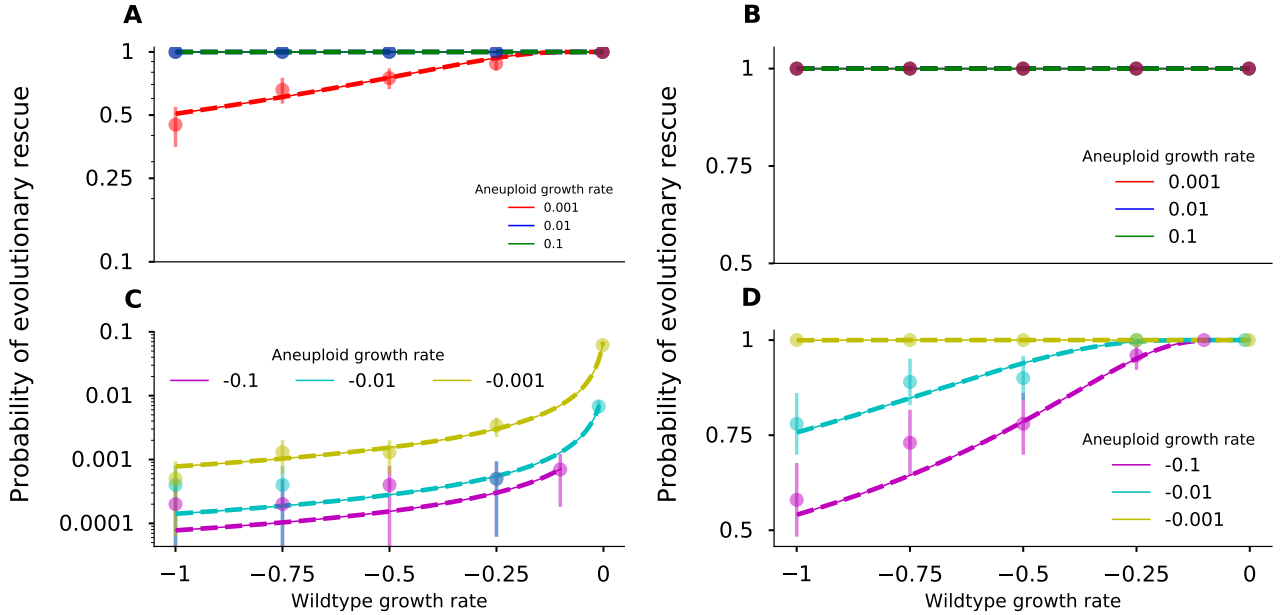 A
Probability of evolutionary rescue
1
0.5
0.25
0.1
Aneuploid growth rate
0.001
0.01
0.1
B
Probability of evolutionary rescue
1
0.75
0.5
Aneuploid growth rate
0.001
0.01
0.1
C
0.1
0.01
0.001
0.0001
Aneuploid growth rate
-0.1 -0.01 -0.001
−1 −0.75 −0.5 −0.25 0
Wildtype growth rate
D
1
0.75
0.5
Aneuploid growth rate
-0.1
-0.01
-0.001
−1 −0.75 −0.5 −0.25 0
Wildtype growth rate